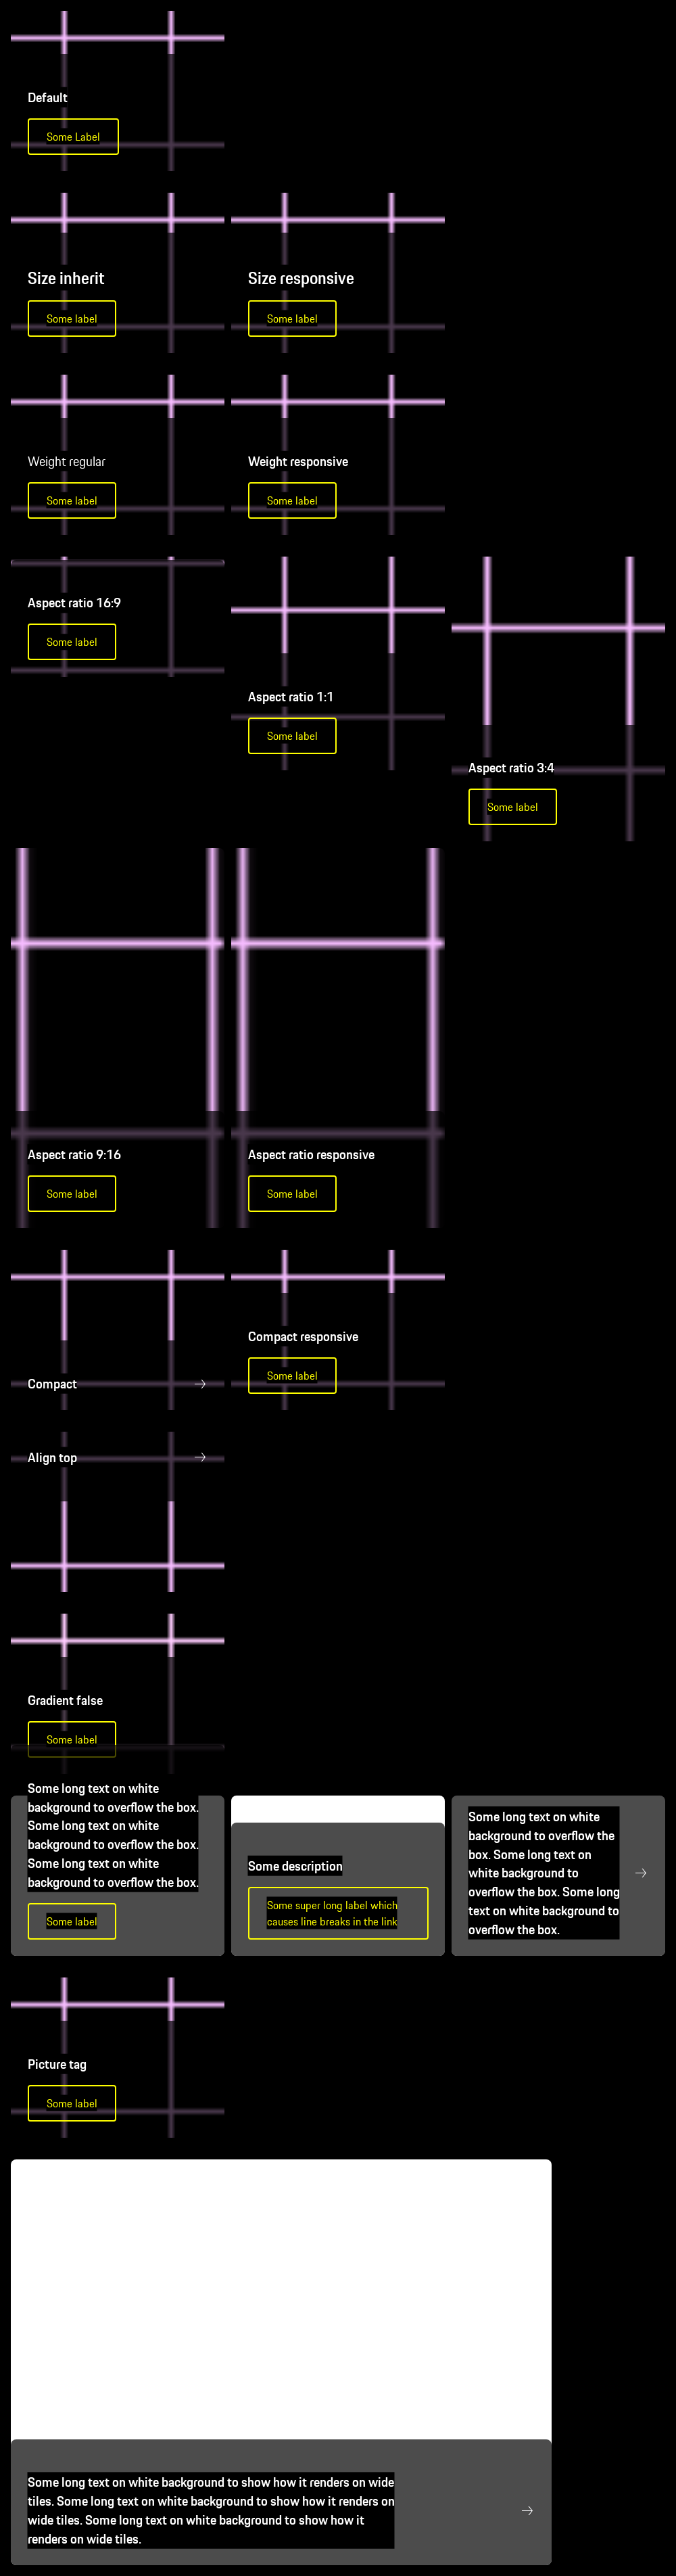 Default
Some Label
Size inherit
Size responsive
Some label
Some label
Weight regular
Weight responsive
Some label
Some label
Aspect ratio 16:9
Some label
Aspect ratio 1:1
Some label
Aspect ratio 3:4
Some label
Aspect ratio 9:16
Aspect ratio responsive
Some label
Some label
Compact
Compact responsive
Some label
Align top
Gradient false
Some label
Some long text on white
background to overflow the box.
Some long text on white
background to overflow the box.
Some long text on white
background to overflow the box.
Some label
Some description
Some super long label which
causes line breaks in the link
Some long text on white
background to overflow the
box. Some long text on
white background to
overflow the box. Some long
text on white background to
overflow the box.
Picture tag
Some label
Some long text on white background to show how it renders on wide
tiles. Some long text on white background to show how it renders on
wide tiles. Some long text on white background to show how it
renders on wide tiles.